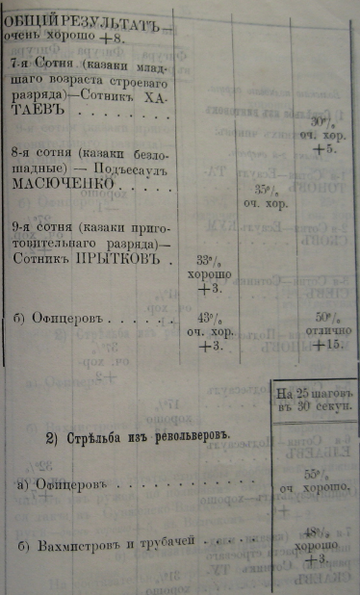 ОБЩІЙ РЕЗУЛЬТАТЪ—
очень хорошо +8.
7-я Сотня (казаки млад-
шаго возраста строеваго
разряда)—Сотникъ ХА-
ТАЕВЪ . . . . . . . .
30%
оч. хор.
+5.
8-я сотня (казаки безло-
шадные) — Подъесаул
МАСЮЧЕНКО . . . . .
35%
оч. хор.
9-я сотня (казаки приго-
товительнаго разряда)—
Сотникъ ПРЫТКОВЪ .
33%
хорошо
+3.
б) Офицеровъ . . . . . .
43%
оч. хор.
+3.
50%
отлично
+15.
На 25 шаговъ
въ 30 секун.
2) Стрѣльба изъ револьверовъ.
а) Офицеровъ . . . . . . . . . . .
55%
оч хорошо.
б) Вахмистровъ и трубачей . . . . .
48%
хорошо
+3.